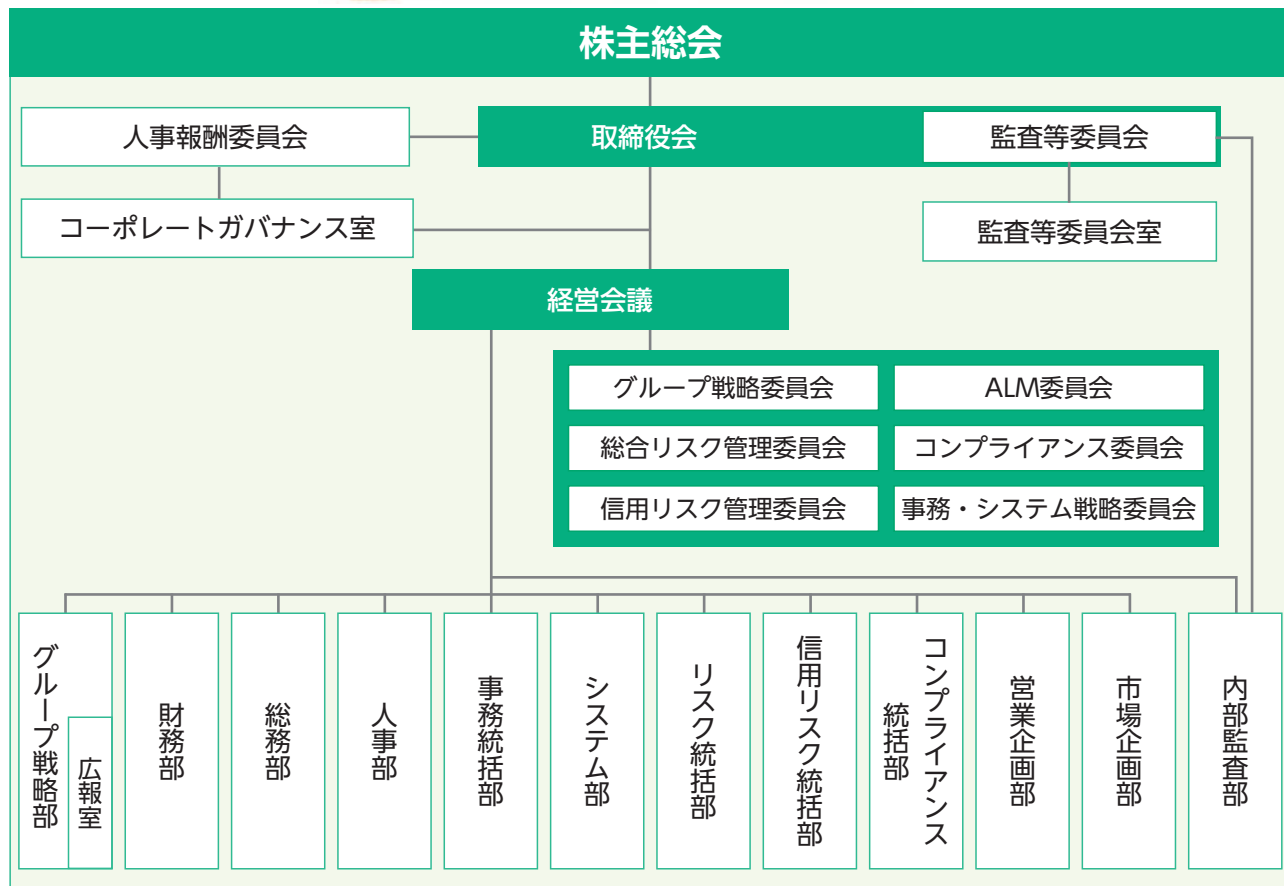 株主総会
人事報酬委員会
取締役会
監査等委員会
コーポレートガバナンス室
監査等委員会室
経営会議
グループ戦略委員会
ALM委員会
総合リスク管理委員会
コンプライアンス委員会
信用リスク管理委員会
事務・システム戦略委員会
グループ戦略部
広報室
財務部
総務部
人事部
事務統括部
システム部
リスク統括部
信用リスク統括部
コンプライアンス
統括部
営業企画部
市場企画部
内部監査部